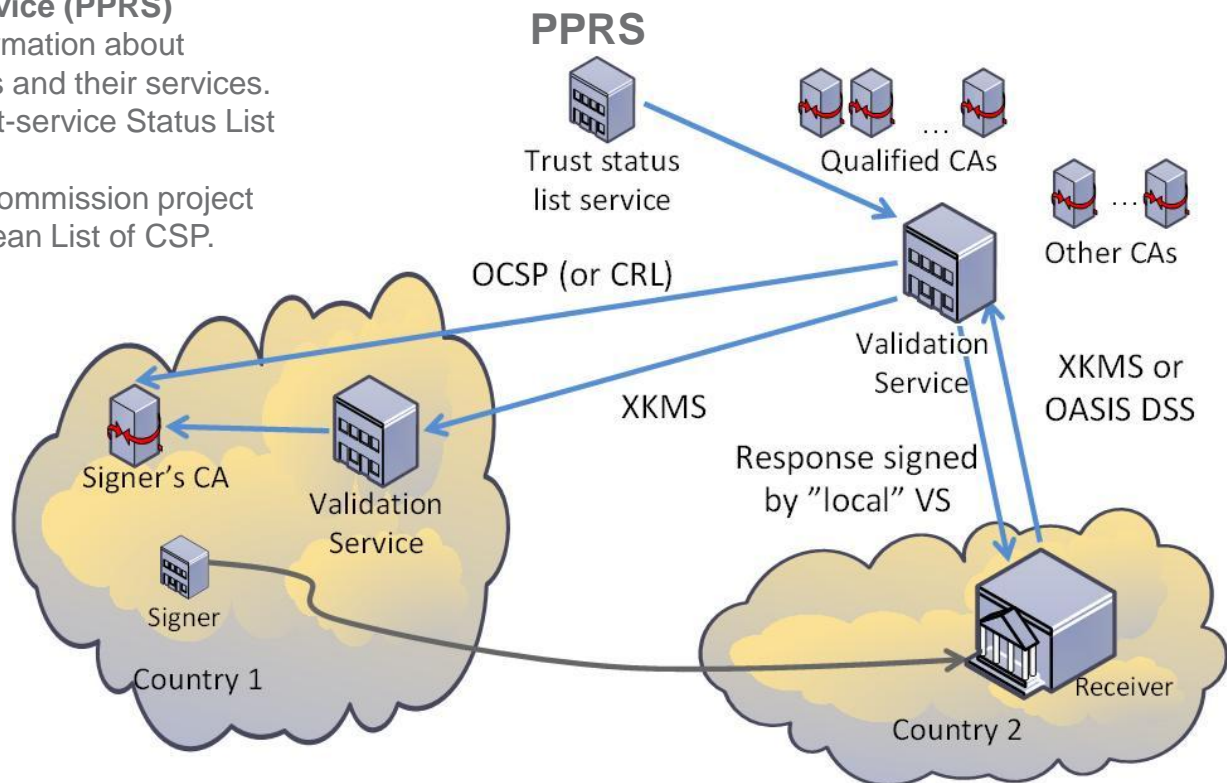 vice (PPRS)
rmation about
s and their services.
t-service Status List
ommission project
ean List of CSP.
PPRS
Trust status
list service
Qualified CAs
...
Other CAs
...
OCSP (or CRL)
Validation
Service
XKMS or
OASIS DSS
XKMS
Response signed
by ”local” VS
Signer's CA
Validation
Service
Signer
Country 1
Receiver
Country 2